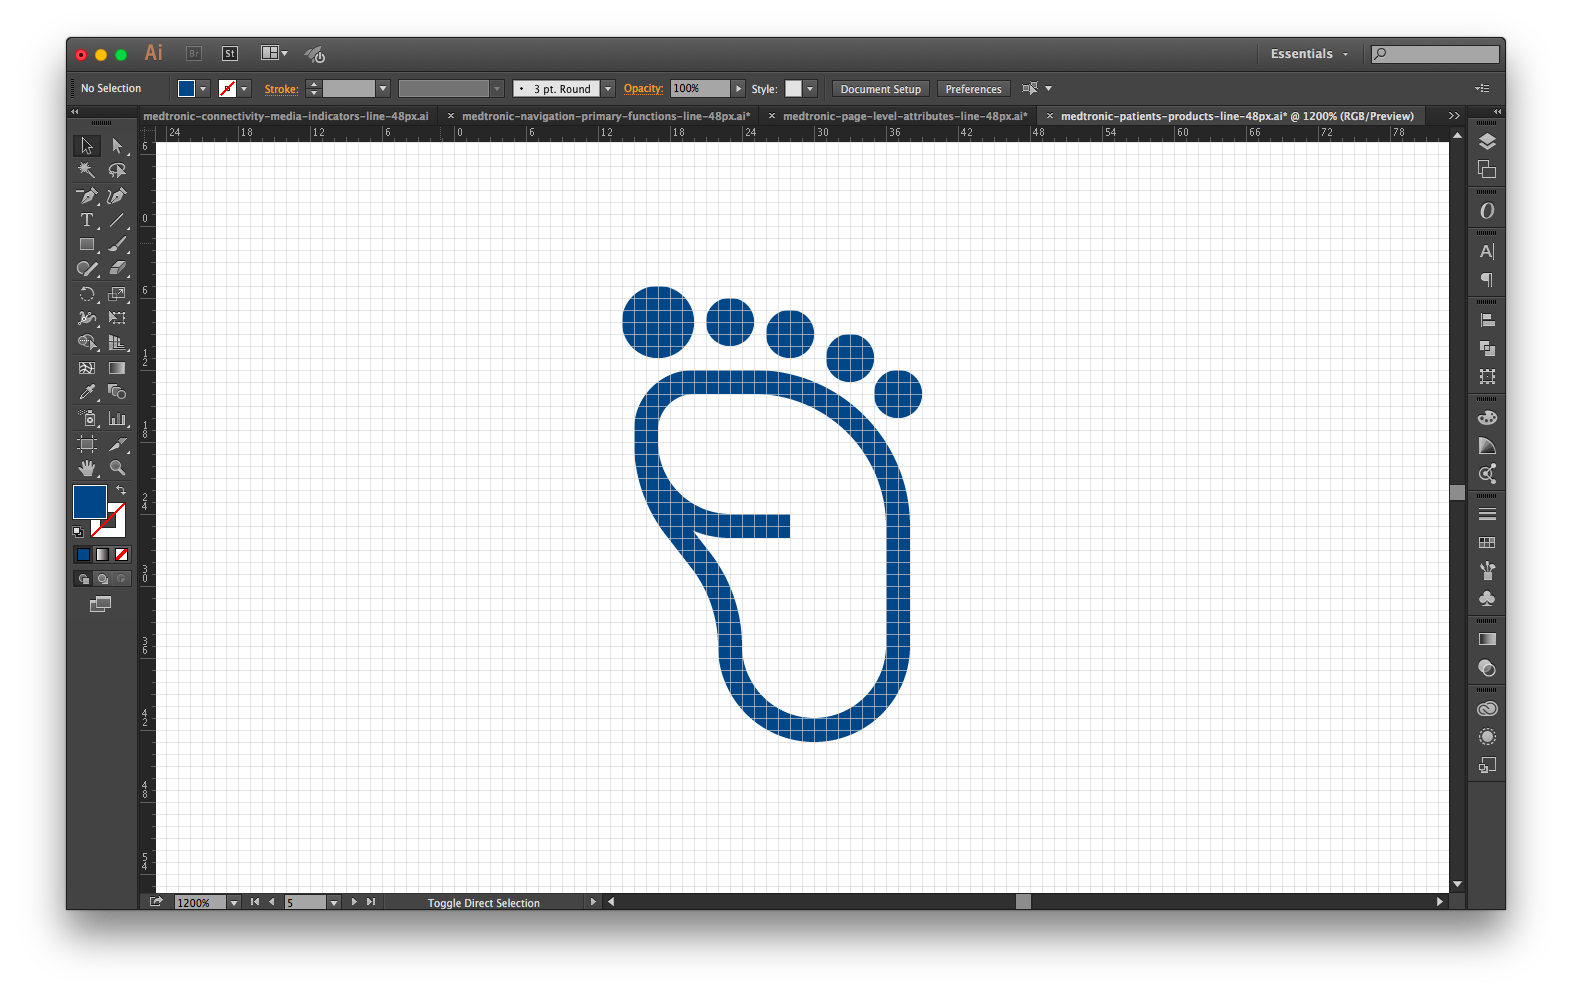 Ai Br St Essentials
No Selection Stroke: 3 pt. Round Opacity: 100% Style: Document Setup Preferences
medtronic-connectivity-media-indicators-line-48px.ai × medtronic-navigation-primary-functions-line-48px.ai* × medtronic-page-level-attributes-line-48px.ai* × medtronic-patients-products-line-48px.ai* @ 1200% (RGB/Preview) >>
24 18 12 6 0 6 12 18 24 30 36 42 48 54 60 66 72 78
6
0
6
12
18
24
30
36
42
48
54
T
O
A
¶
1200% 5 Toggle Direct Selection